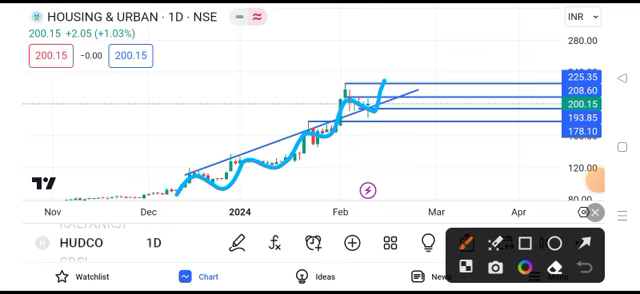 HOUSING & URBAN · 1D · NSE
INR
200.15 +2.05 (+1.03%)
200.15 −0.00 200.15
280.00
225.35
208.60
200.15
193.85
178.10
120.00
80.00
Nov Dec 2024 Feb Mar Apr
HUDCO 1D
Watchlist Chart Ideas News